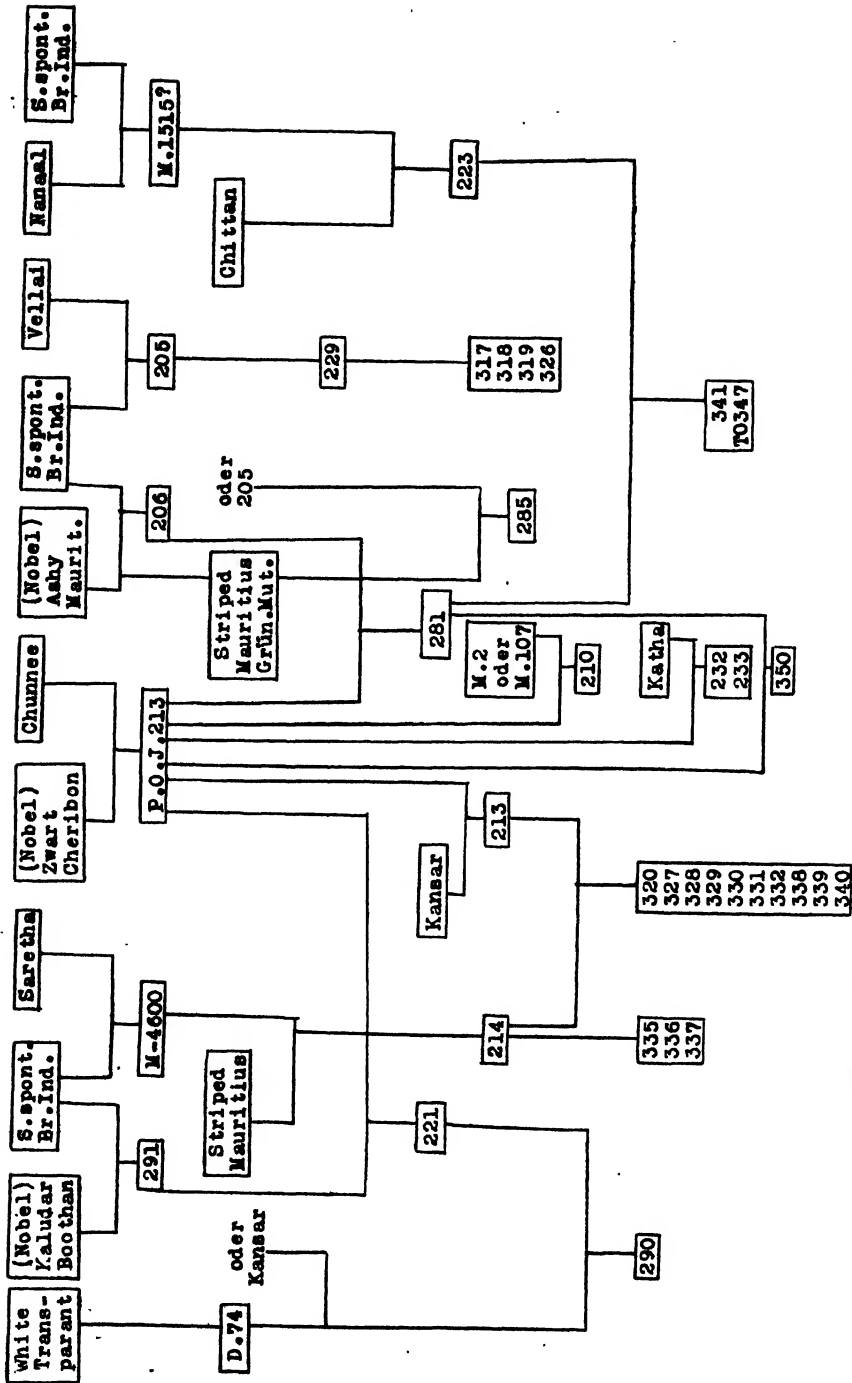 White
Trans-
parant
(Nobel)
Kaludar
Boothan
S.spont.
Br.Ind.
Saretha
(Nobel)
Zwart
Cheribon
Chunnee
(Nobel)
Ashy
Maurit.
S.spont.
Br.Ind.
Vellai
Nanaal
S.spont.
Br.Ind.
291
M-4600
P.O.J.213
206
205
M.1515?
D.74
oder
Kansar
Striped
Mauritius
Striped
Mauritius
Grün.Mut.
oder
205
229
Chittan
221
214
Kansar
213
281
M.2
oder
M.107
210
285
317
318
319
326
223
290
335
336
337
320
327
328
329
330
331
332
338
339
340
Katha
232
233
350
341
TO347